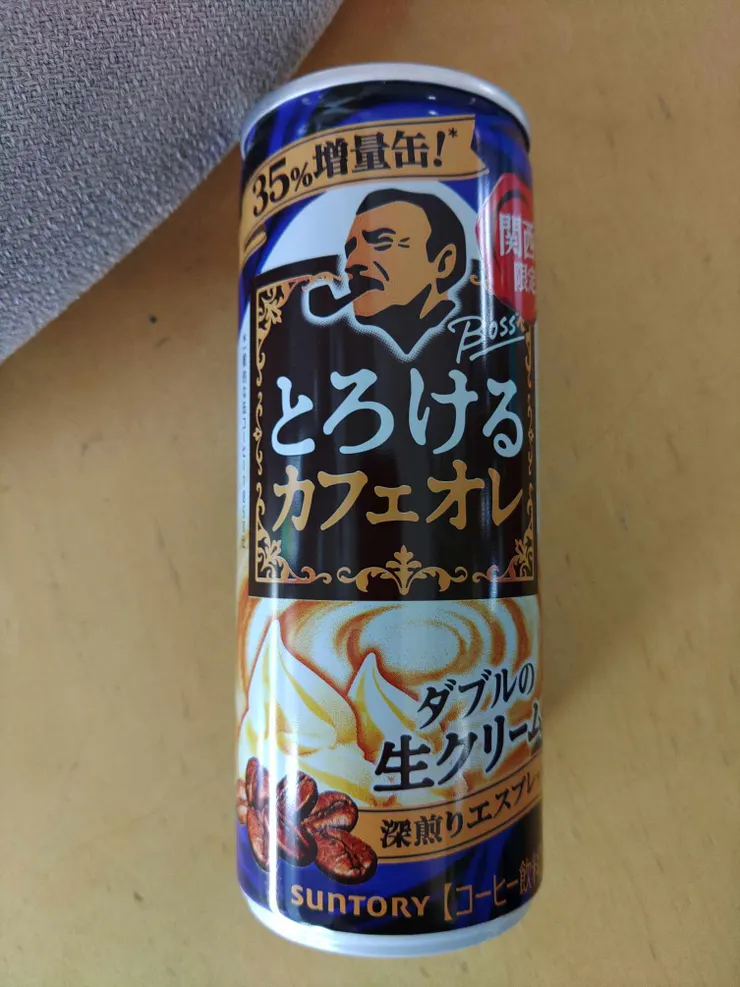 35%増量缶!*
関西
限定
Boss
とろける
カフェオレ
ダブルの
生クリーム
深煎りエスプレッ
SUNTORY 【コーヒー飲料